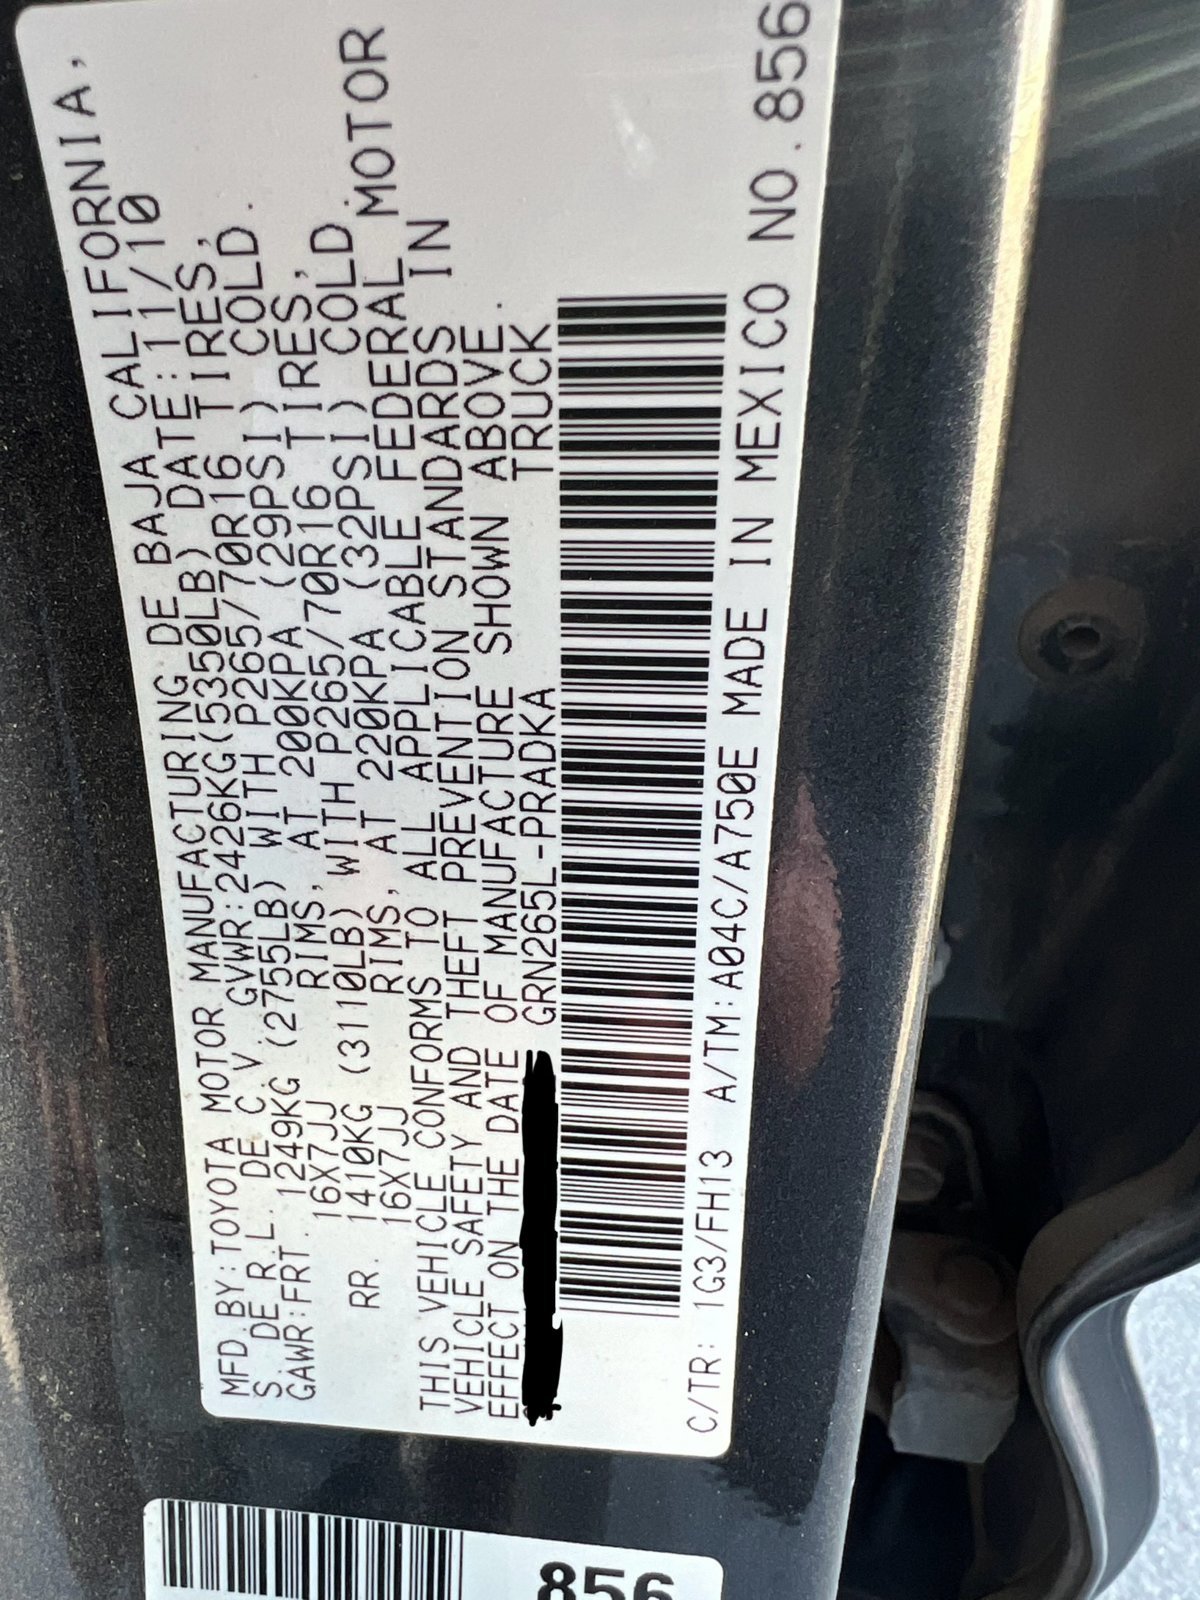 MFD.BY:TOYOTA MOTOR MANUFACTURING DE BAJA CALIFORNIA,
S. DE R.L. DE C.V. GVWR:2426KG(5350LB) DATE:11/10
GAWR:FRT. 1249KG (2755LB) WITH P265/70R16 TIRES,
16X7JJ RIMS, AT 200KPA (29PSI) COLD.
RR. 1410KG (3110LB) WITH P265/70R16 TIRES,
16X7JJ RIMS, AT 220KPA (32PSI) COLD.
THIS VEHICLE CONFORMS TO ALL APPLICABLE FEDERAL MOTOR
VEHICLE SAFETY AND THEFT PREVENTION STANDARDS IN
EFFECT ON THE DATE OF MANUFACTURE SHOWN ABOVE.
GRN265L-PRADKA TRUCK
C/TR: 1G3/FH13 A/TM:A04C/A750E MADE IN MEXICO NO.856
856